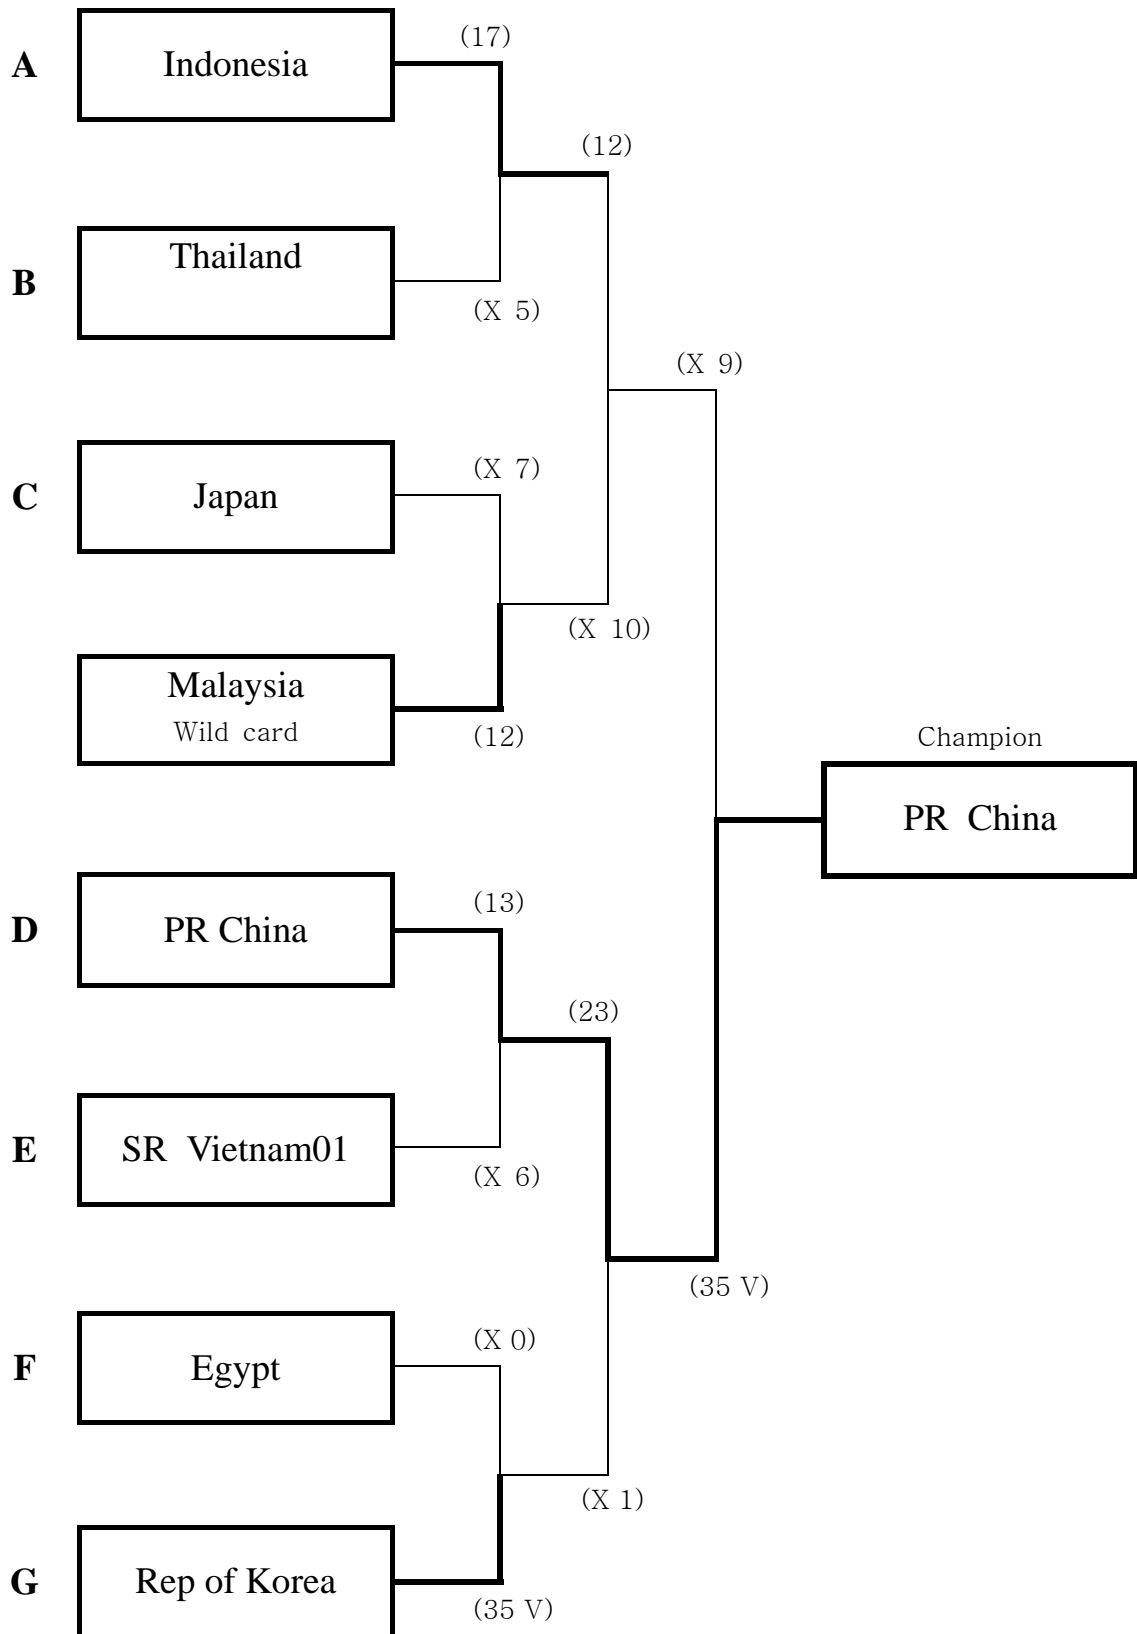 (17)
A
Indonesia
(12)
Thailand
B
(X 5)
(X 9)
(X 7)
C
Japan
(X 10)
Malaysia
Wild card
(12)
Champion
PR China
(13)
D
PR China
(23)
E
SR Vietnam01
(X 6)
(35 V)
(X 0)
F
Egypt
(X 1)
G
Rep of Korea
(35 V)